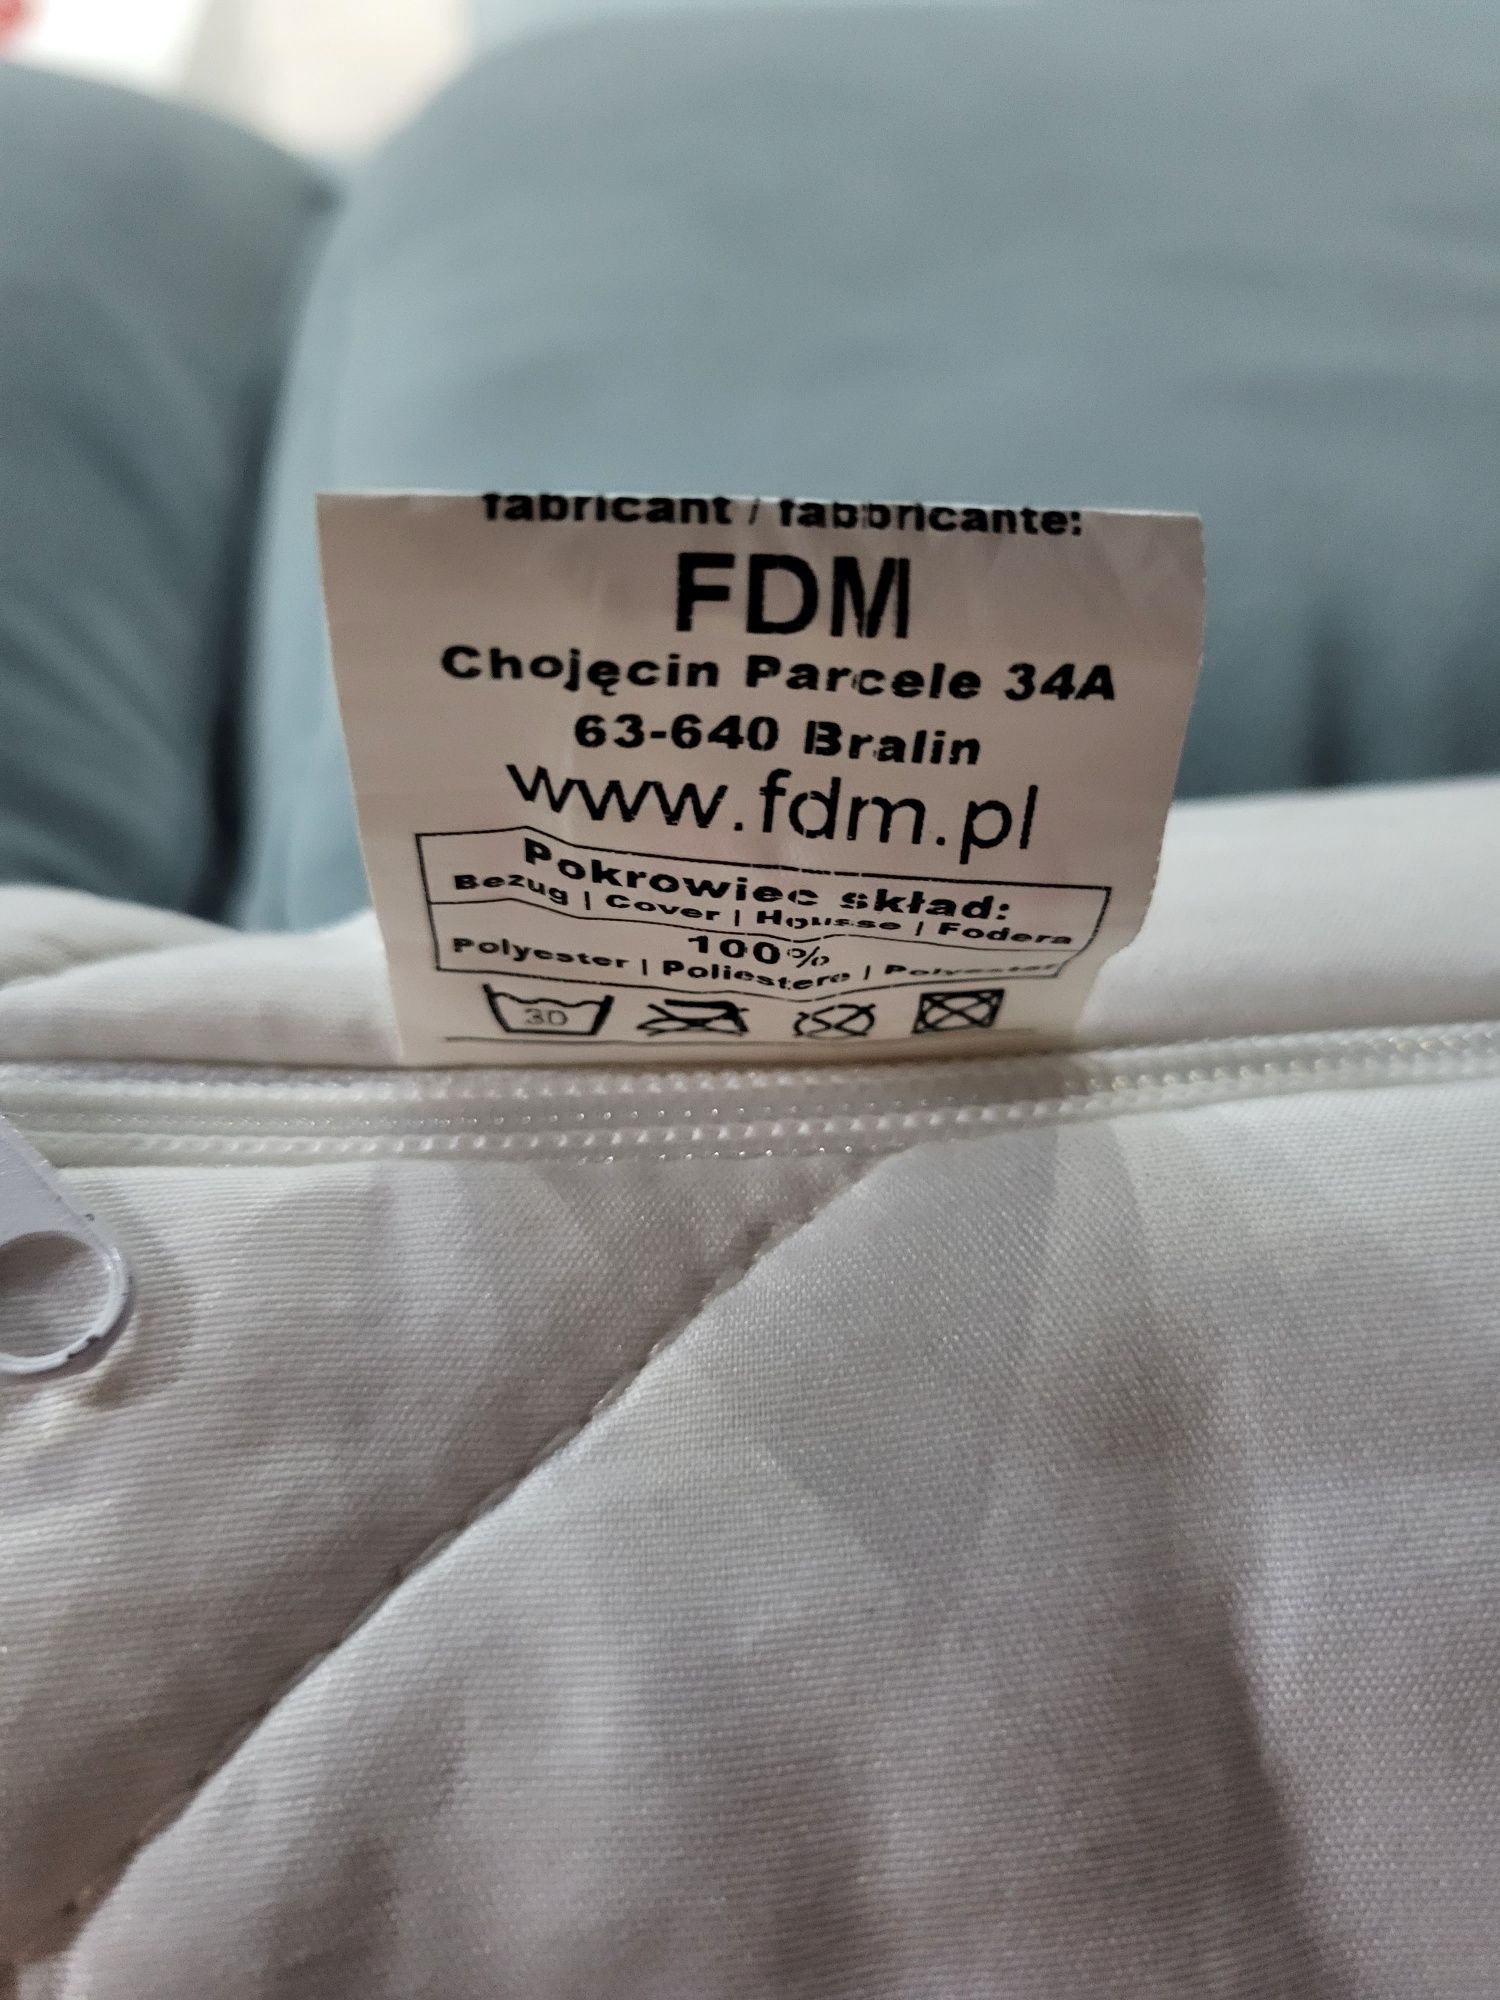 fabricant / fabbricante:
FDM
Chojęcin Parcele 34A
63-640 Bralin
www.fdm.pl
Pokrowiec skład:
Bezug | Cover | Housse | Fodera
100%
Polyester | Poliestere | Polyester
30